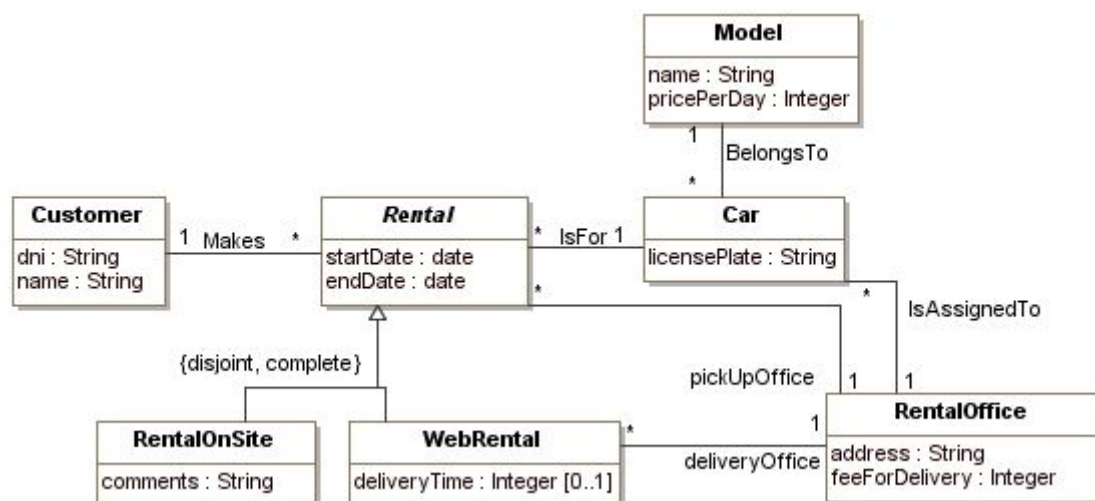 Model
name : String
pricePerDay : Integer
1
BelongsTo
*
Customer
dni : String
name : String
1 Makes *
Rental
startDate : date
endDate : date
* IsFor 1
*
Car
licensePlate : String
*
IsAssignedTo
{disjoint, complete}
pickUpOffice
1
1
RentalOnSite
comments : String
WebRental
deliveryTime : Integer [0..1]
*
1
deliveryOffice
RentalOffice
address : String
feeForDelivery : Integer